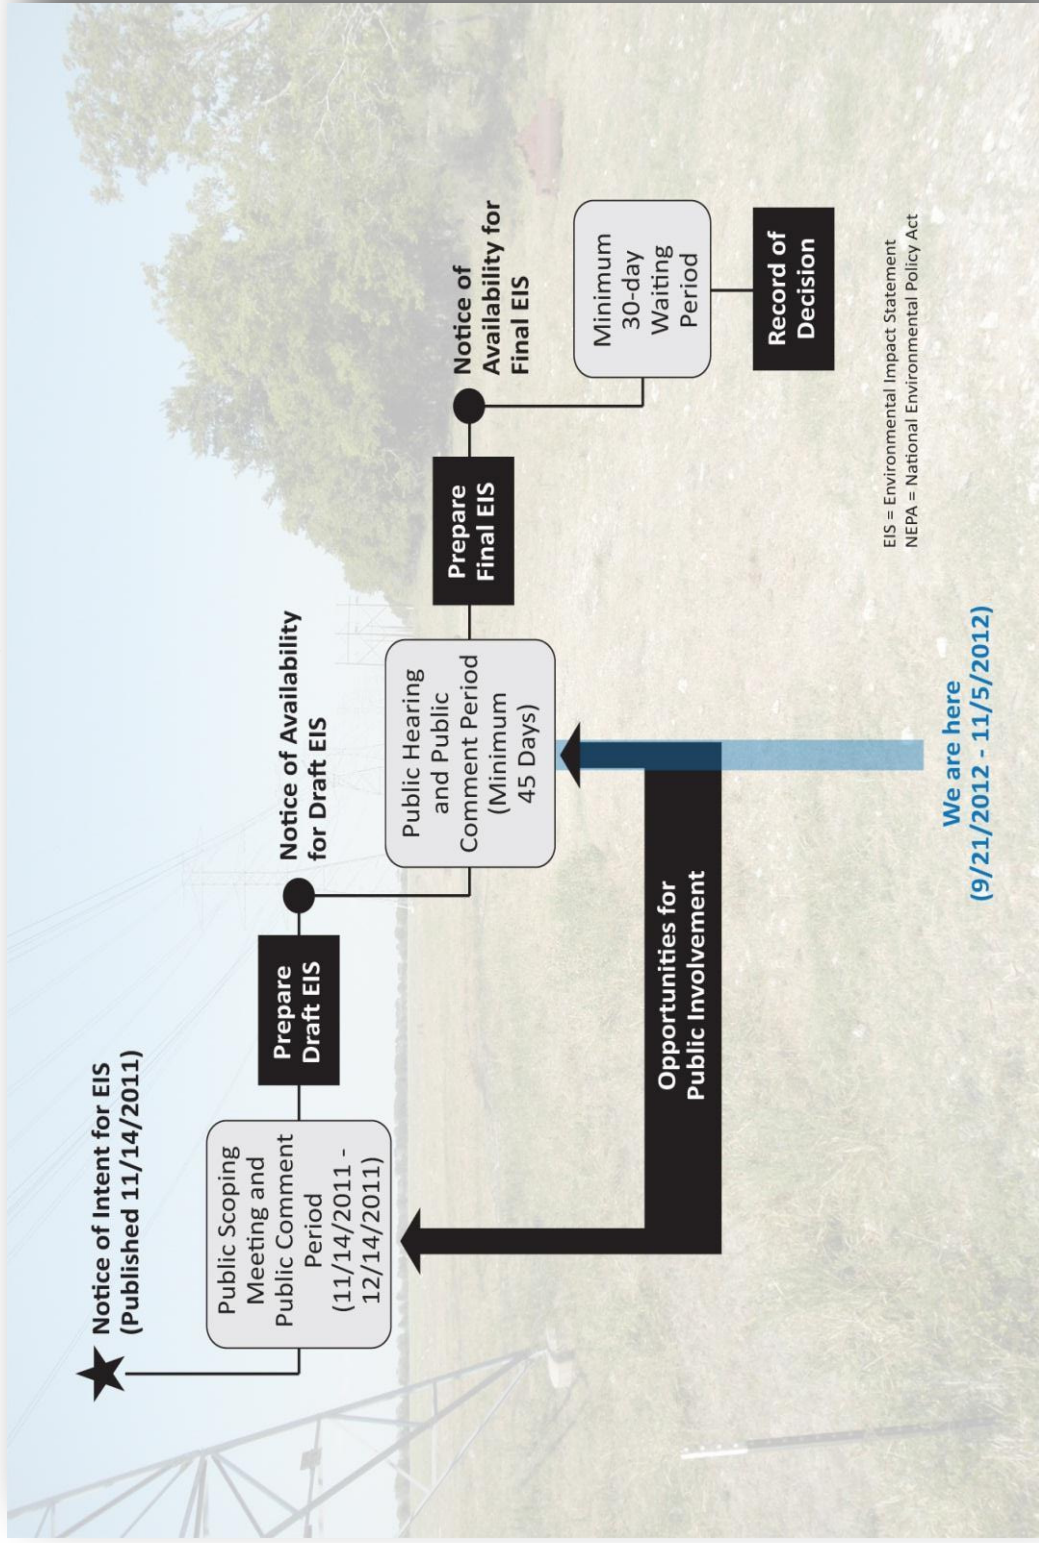 Notice of Intent for EIS
(Published 11/14/2011)
Public Scoping
Meeting and
Public Comment
Period
(11/14/2011 -
12/14/2011)
Prepare
Draft EIS
Notice of Availability
for Draft EIS
Public Hearing
and Public
Comment Period
(Minimum
45 Days)
Prepare
Final EIS
Notice of
Availability for
Final EIS
Minimum
30-day
Waiting
Period
Record of
Decision
Opportunities for
Public Involvement
We are here
(9/21/2012 - 11/5/2012)
EIS = Environmental Impact Statement
NEPA = National Environmental Policy Act